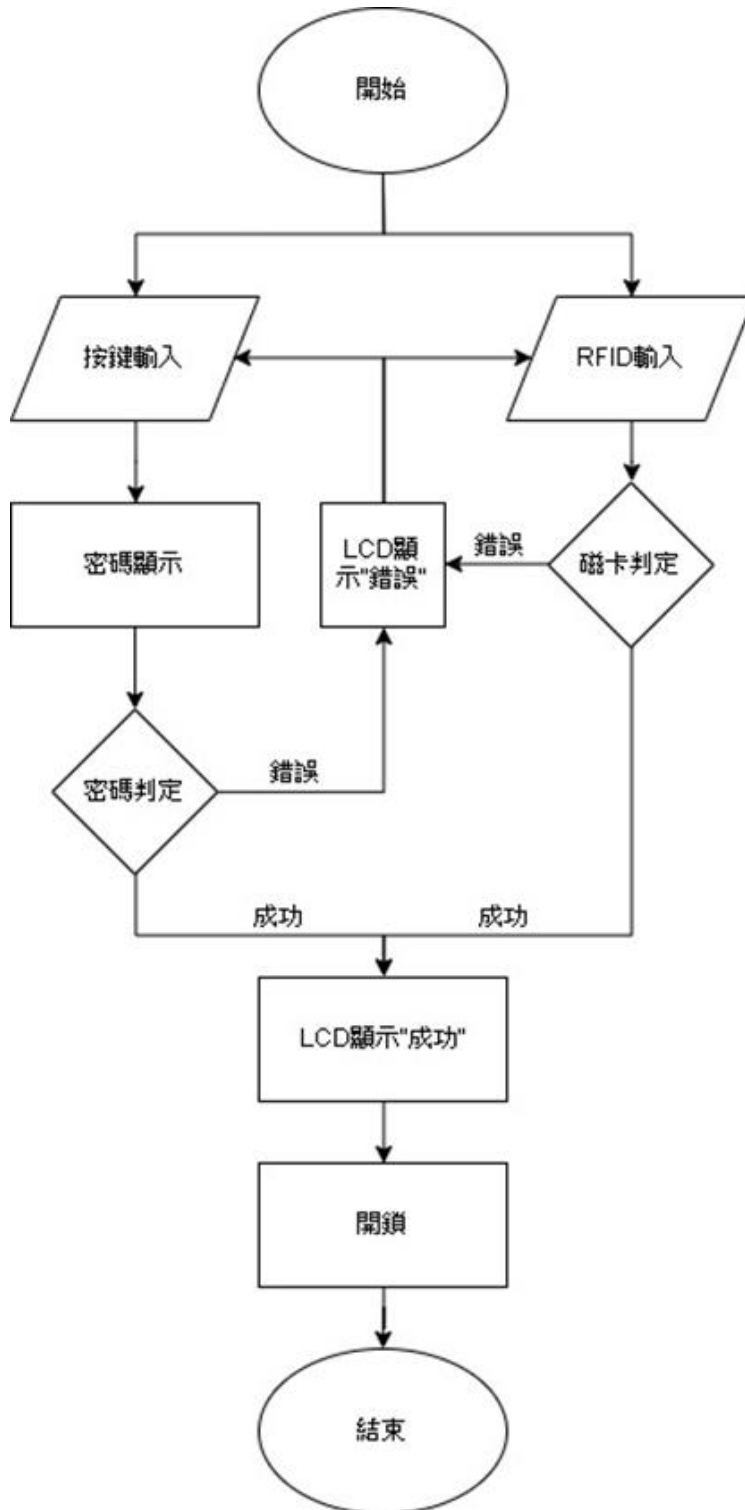 開始
按鍵輸入
RFID輸入
密碼顯示
LCD顯
示"錯誤"
錯誤
磁卡判定
密碼判定
錯誤
成功
成功
LCD顯示"成功"
開鎖
結束